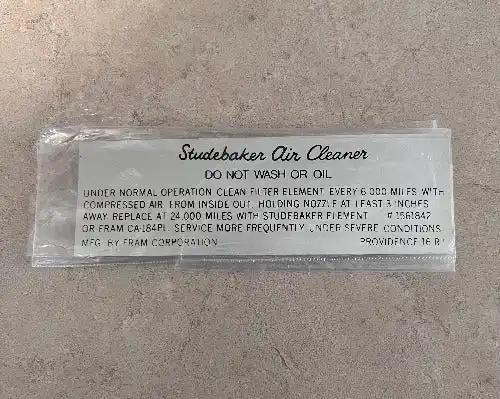 Studebaker Air Cleaner
DO NOT WASH OR OIL
UNDER NORMAL OPERATION CLEAN FILTER ELEMENT EVERY 6,000 MILES WITH
COMPRESSED AIR FROM INSIDE OUT, HOLDING NOZZLE AT LEAST 3 INCHES
AWAY. REPLACE AT 24,000 MILES WITH STUDEBAKER ELEMENT # 1561842
OR FRAM CA-184PL. SERVICE MORE FREQUENTLY UNDER SEVERE CONDITIONS.
MFG. BY FRAM CORPORATION PROVIDENCE 16 R.I.